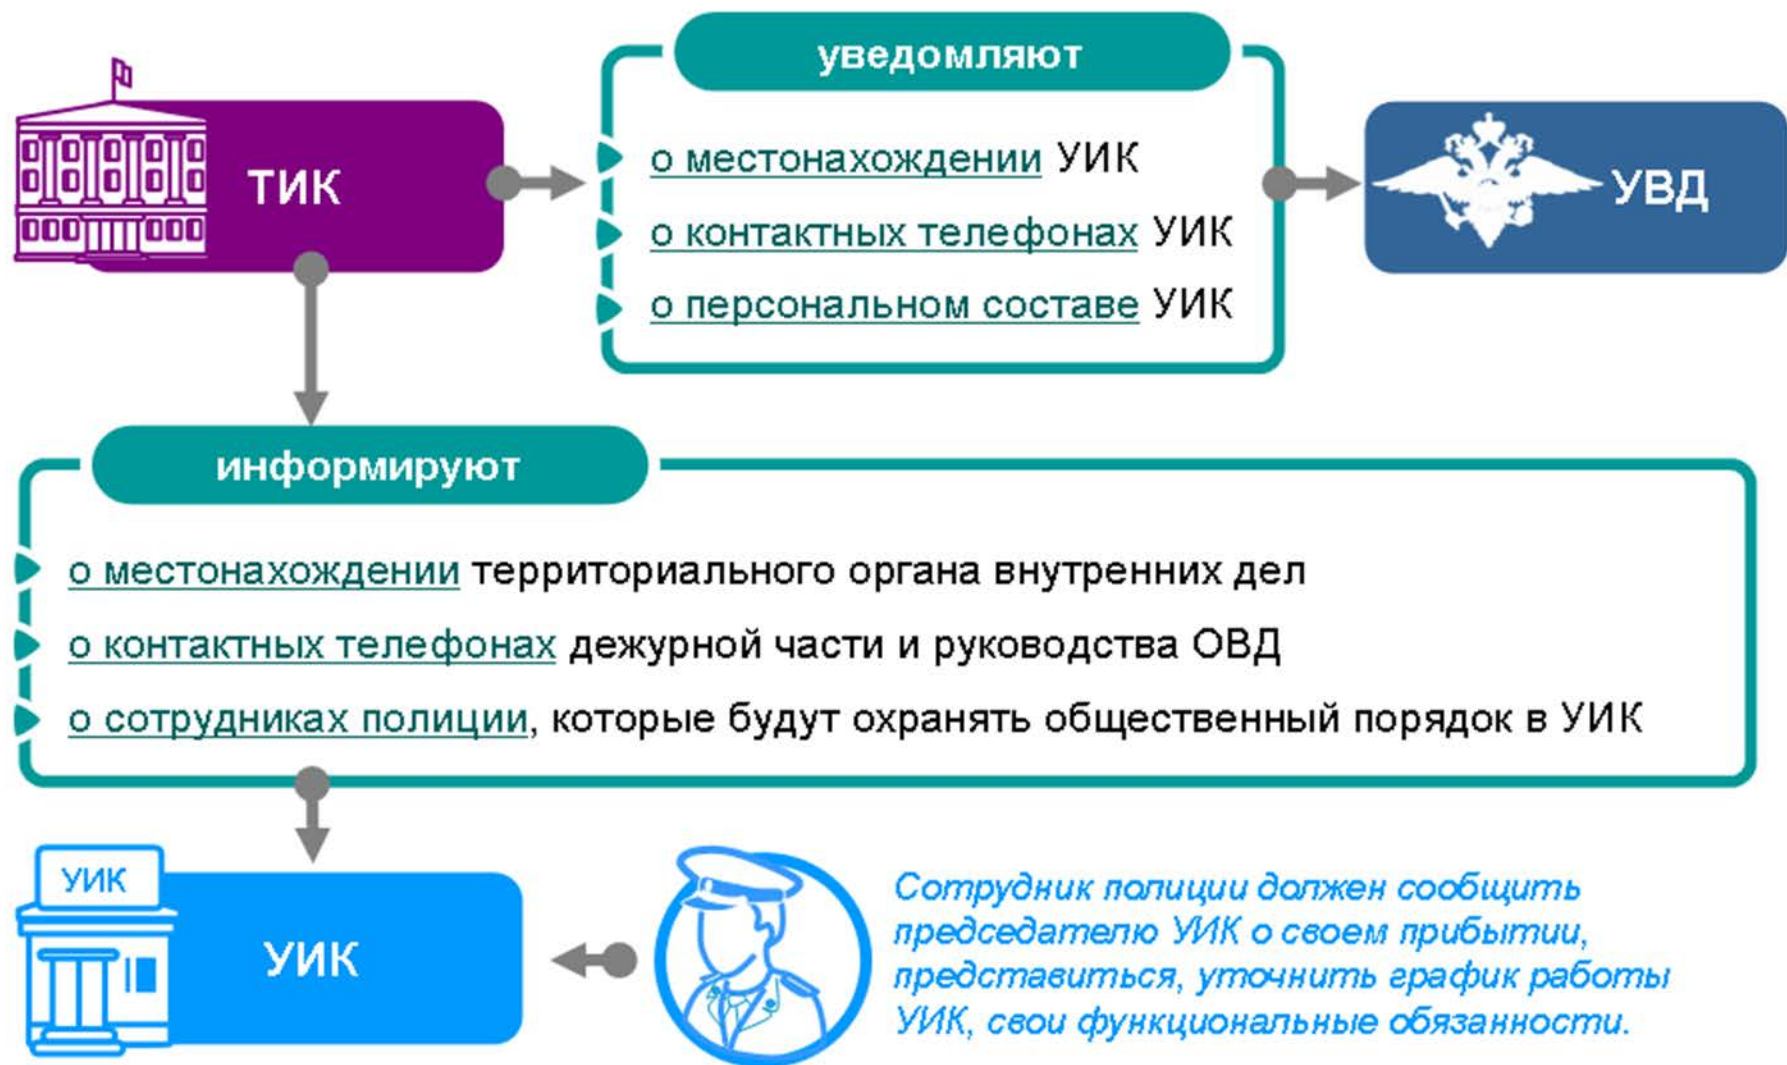 уведомляют
ТИК
о местонахождении УИК
о контактных телефонах УИК
о персональном составе УИК
УВД
информируют
о местонахождении территориального органа внутренних дел
о контактных телефонах дежурной части и руководства ОВД
о сотрудниках полиции, которые будут охранять общественный порядок в УИК
УИК
УИК
Сотрудник полиции должен сообщить
председателю УИК о своем прибытии,
представиться, уточнить график работы
УИК, свои функциональные обязанности.